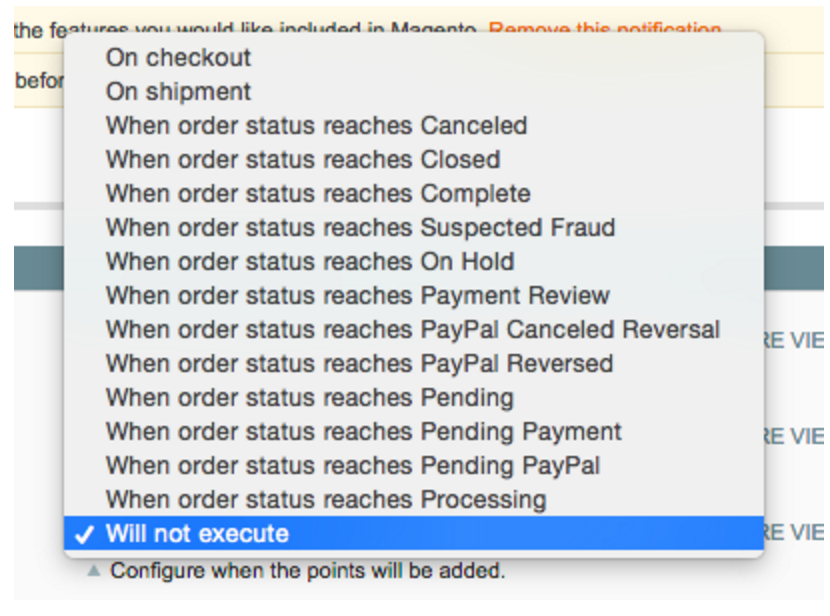 the features you would like included in Magento. Remove this notification
befor
On checkout
On shipment
When order status reaches Canceled
When order status reaches Closed
When order status reaches Complete
When order status reaches Suspected Fraud
When order status reaches On Hold
When order status reaches Payment Review
When order status reaches PayPal Canceled Reversal
RE VIE
When order status reaches PayPal Reversed
When order status reaches Pending
When order status reaches Pending Payment
RE VIE
When order status reaches Pending PayPal
When order status reaches Processing
✓ Will not execute
RE VIE
▲ Configure when the points will be added.